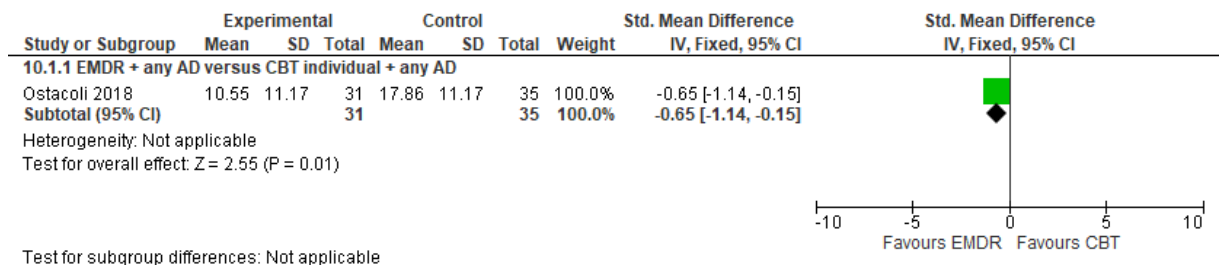 Experimental Control Std. Mean Difference Std. Mean Difference
Study or Subgroup Mean SD Total Mean SD Total Weight IV, Fixed, 95% CI IV, Fixed, 95% CI
10.1.1 EMDR + any AD versus CBT individual + any AD
Ostacoli 2018 10.55 11.17 31 17.86 11.17 35 100.0% -0.65 [-1.14, -0.15]
Subtotal (95% CI) 31 35 100.0% -0.65 [-1.14, -0.15]
Heterogeneity: Not applicable
Test for overall effect: Z = 2.55 (P = 0.01)
-10 -5 0 5 10
Favours EMDR Favours CBT
Test for subgroup differences: Not applicable